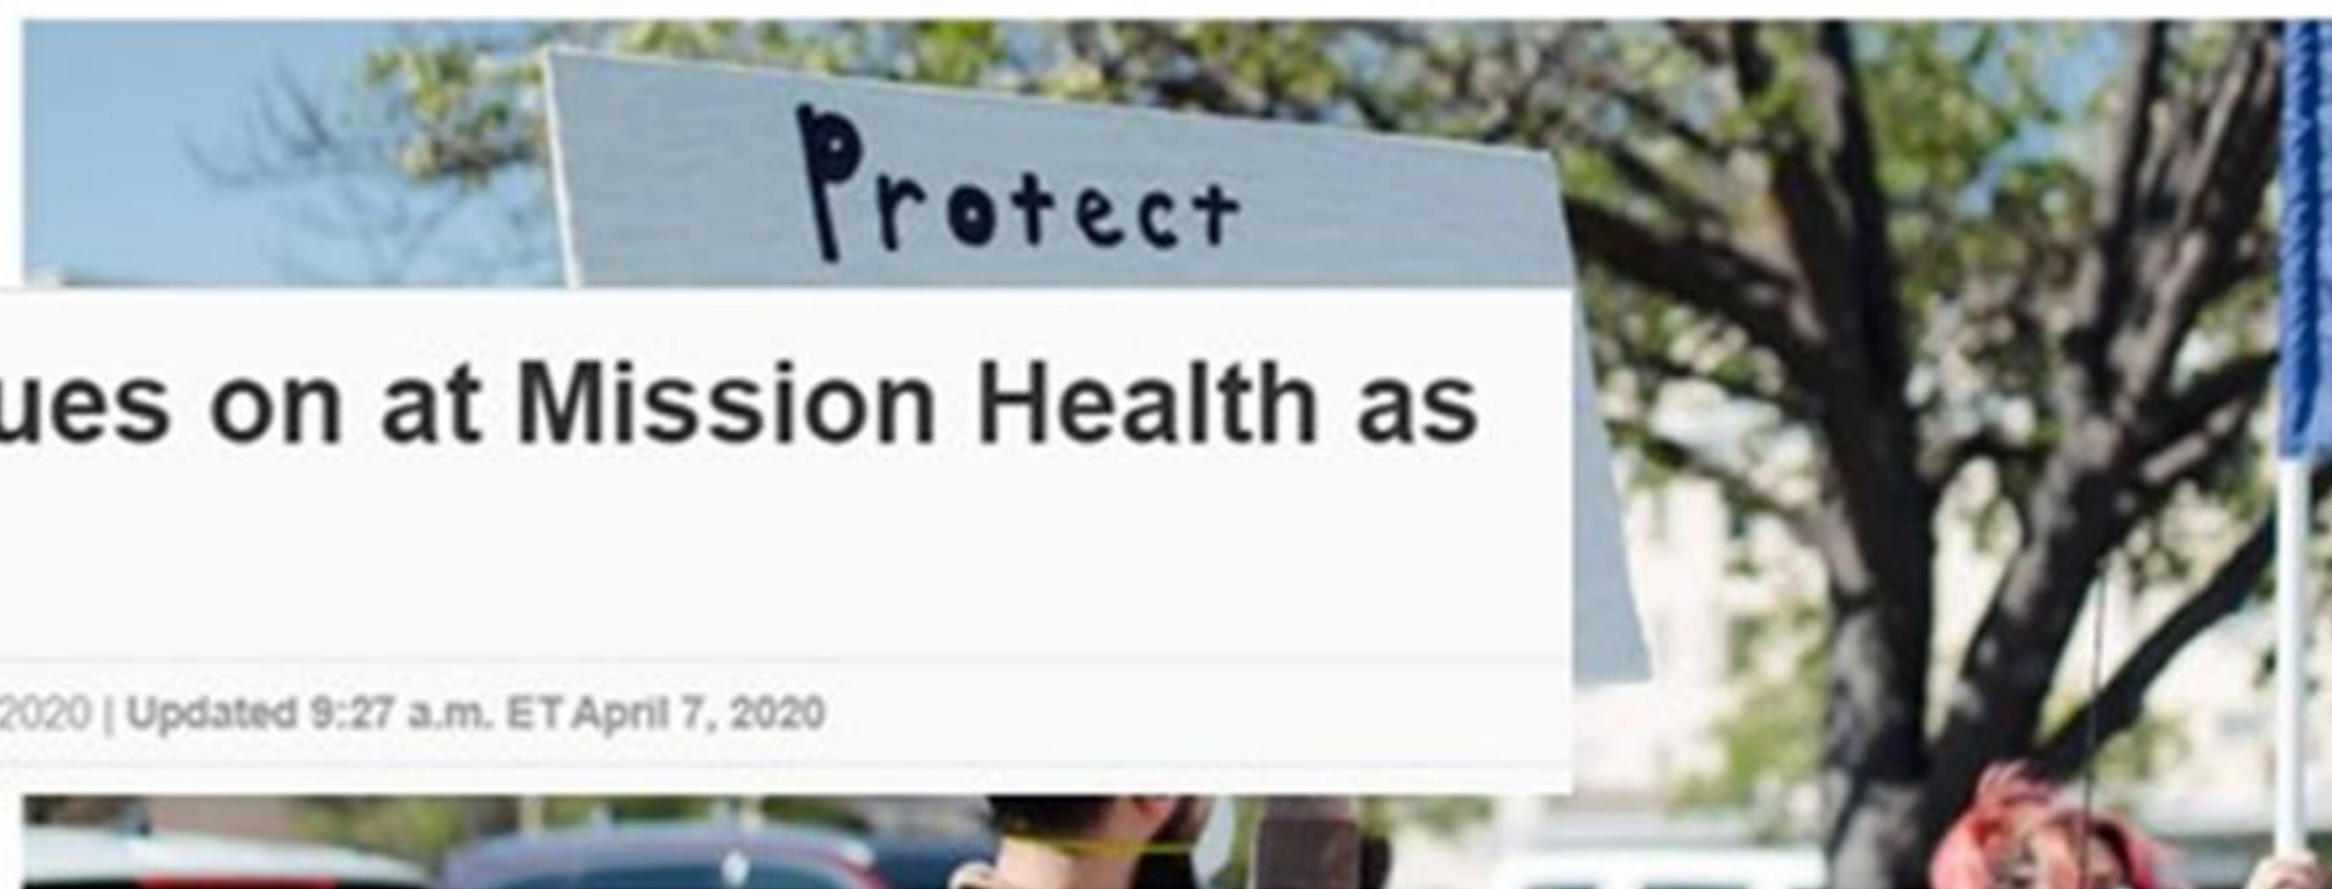 Protect
ues on at Mission Health as
2020 | Updated 9:27 a.m. ET April 7, 2020